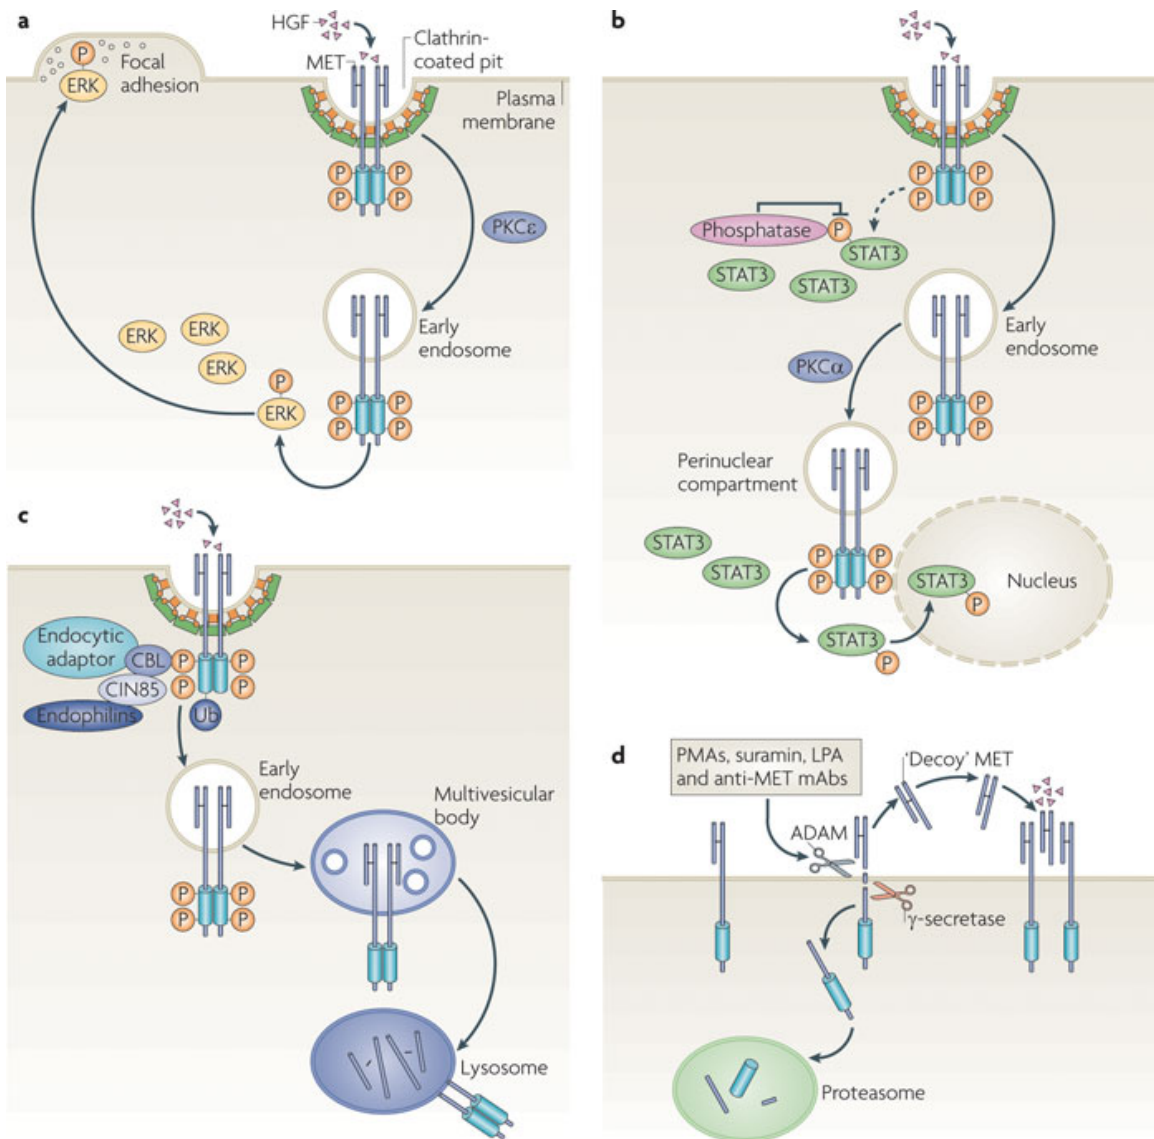 a
HGF
MET
Clathrin-
coated pit
Plasma
membrane
P
ERK
Focal
adhesion
P
P
P
P
PKCε
Early
endosome
ERK
ERK
ERK
P
ERK
P
P
P
P
b
P
P
P
P
Phosphatase
P
STAT3
STAT3
STAT3
Early
endosome
PKCα
P
P
P
P
Perinuclear
compartment
STAT3
STAT3
P
P
P
P
STAT3
P
Nucleus
STAT3
P
c
Endocytic
adaptor
CBL
CIN85
Endophilins
P
P
P
P
Ub
Early
endosome
P
P
P
P
Multivesicular
body
Lysosome
d
PMAs, suramin, LPA
and anti-MET mAbs
'Decoy' MET
ADAM
γ-secretase
Proteasome